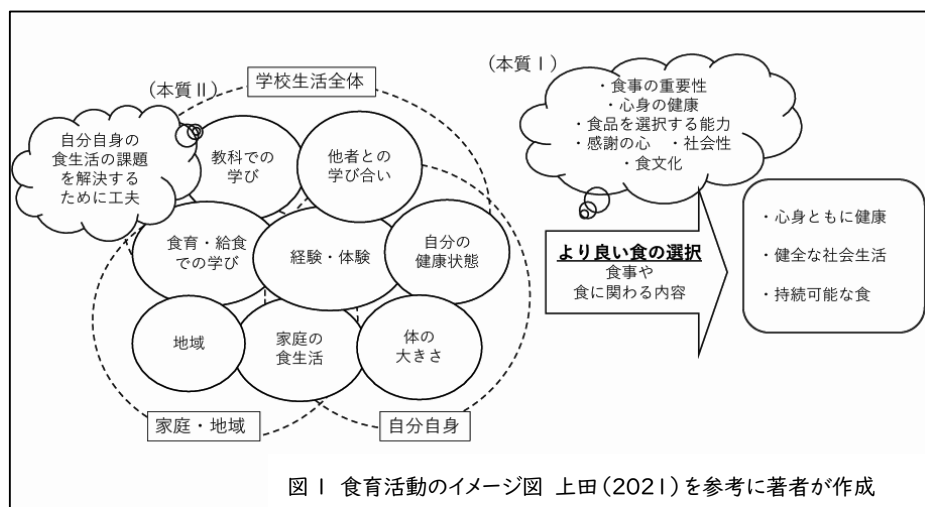 (本質Ⅱ)
学校生活全体
自分自身の
食生活の課題
を解決する
ために工夫
教科での
学び
他者との
学び合い
食育・給食
での学び
経験・体験
自分の
健康状態
地域
家庭の
食生活
体の
大きさ
家庭・地域
自分自身
(本質Ⅰ)
・食事の重要性
・心身の健康
・食品を選択する能力
・感謝の心 ・社会性
・食文化
より良い食の選択
食事や
食に関わる内容
・心身ともに健康
・健全な社会生活
・持続可能な食
図1 食育活動のイメージ図 上田(2021)を参考に著者が作成